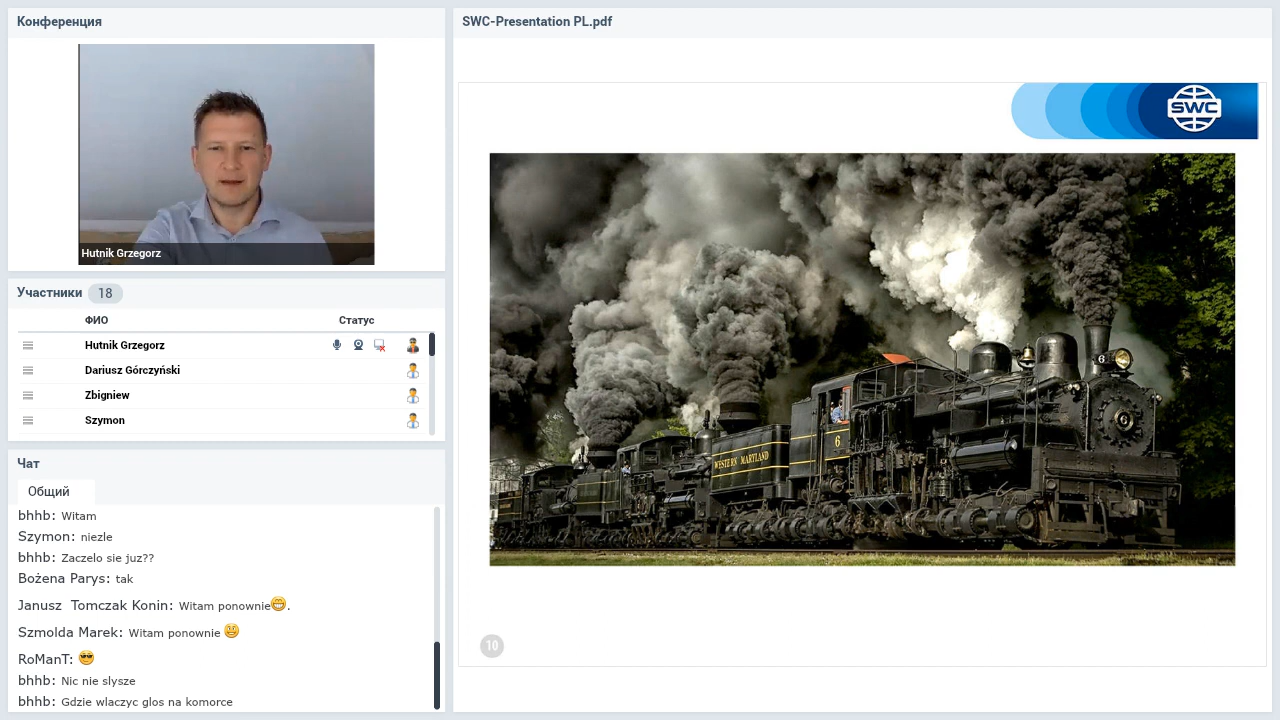 Конференция
Hutnik Grzegorz
Участники 18
ФИО Статус
Hutnik Grzegorz
Dariusz Górczyński
Zbigniew
Szymon
Чат
Общий
bhhb: Witam
Szymon: niezle
bhhb: Zaczelo sie juz??
Bożena Parys: tak
Janusz Tomczak Konin: Witam ponownie.
Szmolda Marek: Witam ponownie
RoManT:
bhhb: Nic nie slysze
bhhb: Gdzie wlaczyc glos na komorce
SWC-Presentation PL.pdf
SWC
6
6
6
WESTERN MARYLAND
10